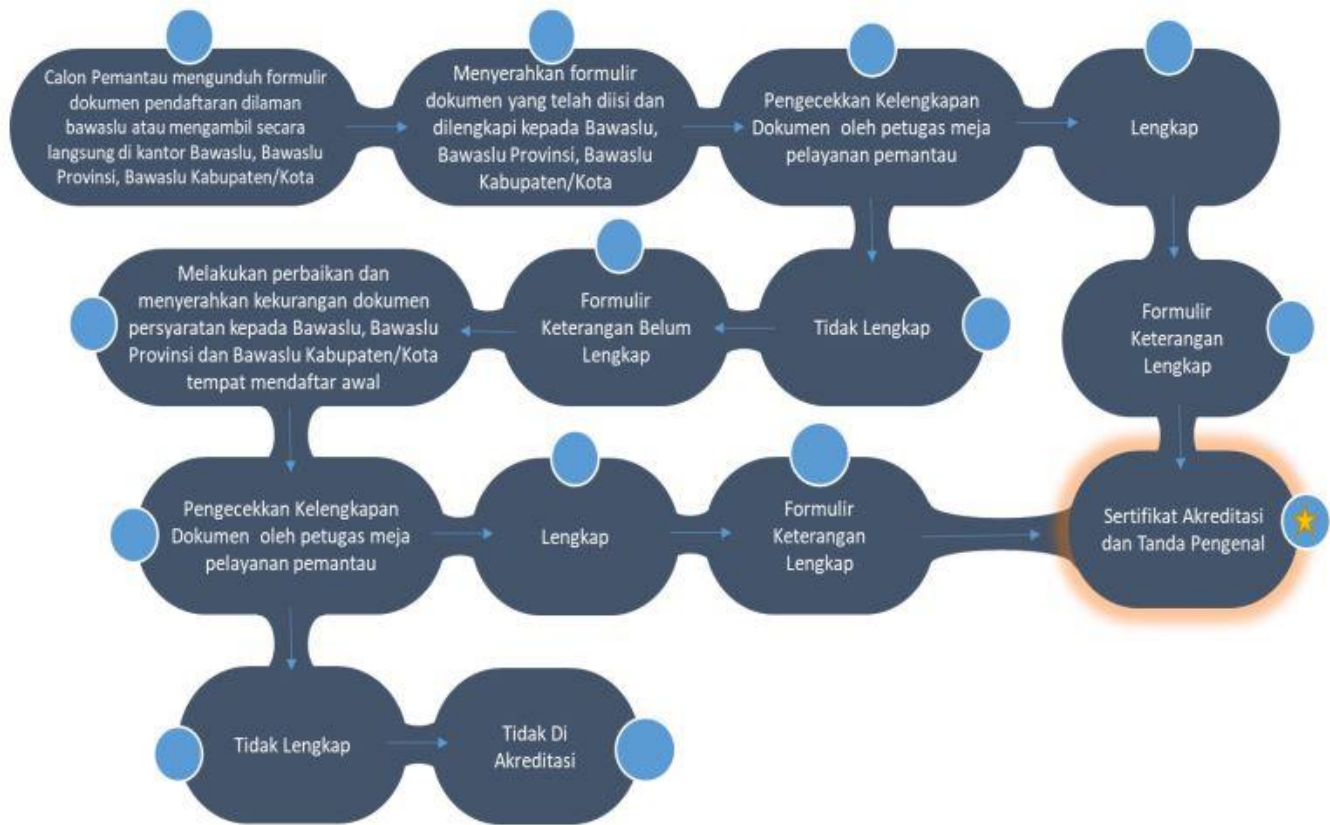 Calon Pemantau mengunduh formulir
dokumen pendaftaran dilaman
bawaslu atau mengambil secara
langsung di kantor Bawaslu, Bawaslu
Provinsi, Bawaslu Kabupaten/Kota
Menyerahkan formulir
dokumen yang telah diisi dan
dilengkapi kepada Bawaslu,
Bawaslu Provinsi, Bawaslu
Kabupaten/Kota
Pengecekkan Kelengkapan
Dokumen oleh petugas meja
pelayanan pemantau
Lengkap
Melakukan perbaikan dan
menyerahkan kekurangan dokumen
persyaratan kepada Bawaslu, Bawaslu
Provinsi dan Bawaslu Kabupaten/Kota
tempat mendaftar awal
Formulir
Keterangan Belum
Lengkap
Tidak Lengkap
Formulir
Keterangan
Lengkap
Pengecekkan Kelengkapan
Dokumen oleh petugas meja
pelayanan pemantau
Lengkap
Formulir
Keterangan
Lengkap
Sertifikat Akreditasi
dan Tanda Pengenal
Tidak Lengkap
Tidak Di
Akreditasi